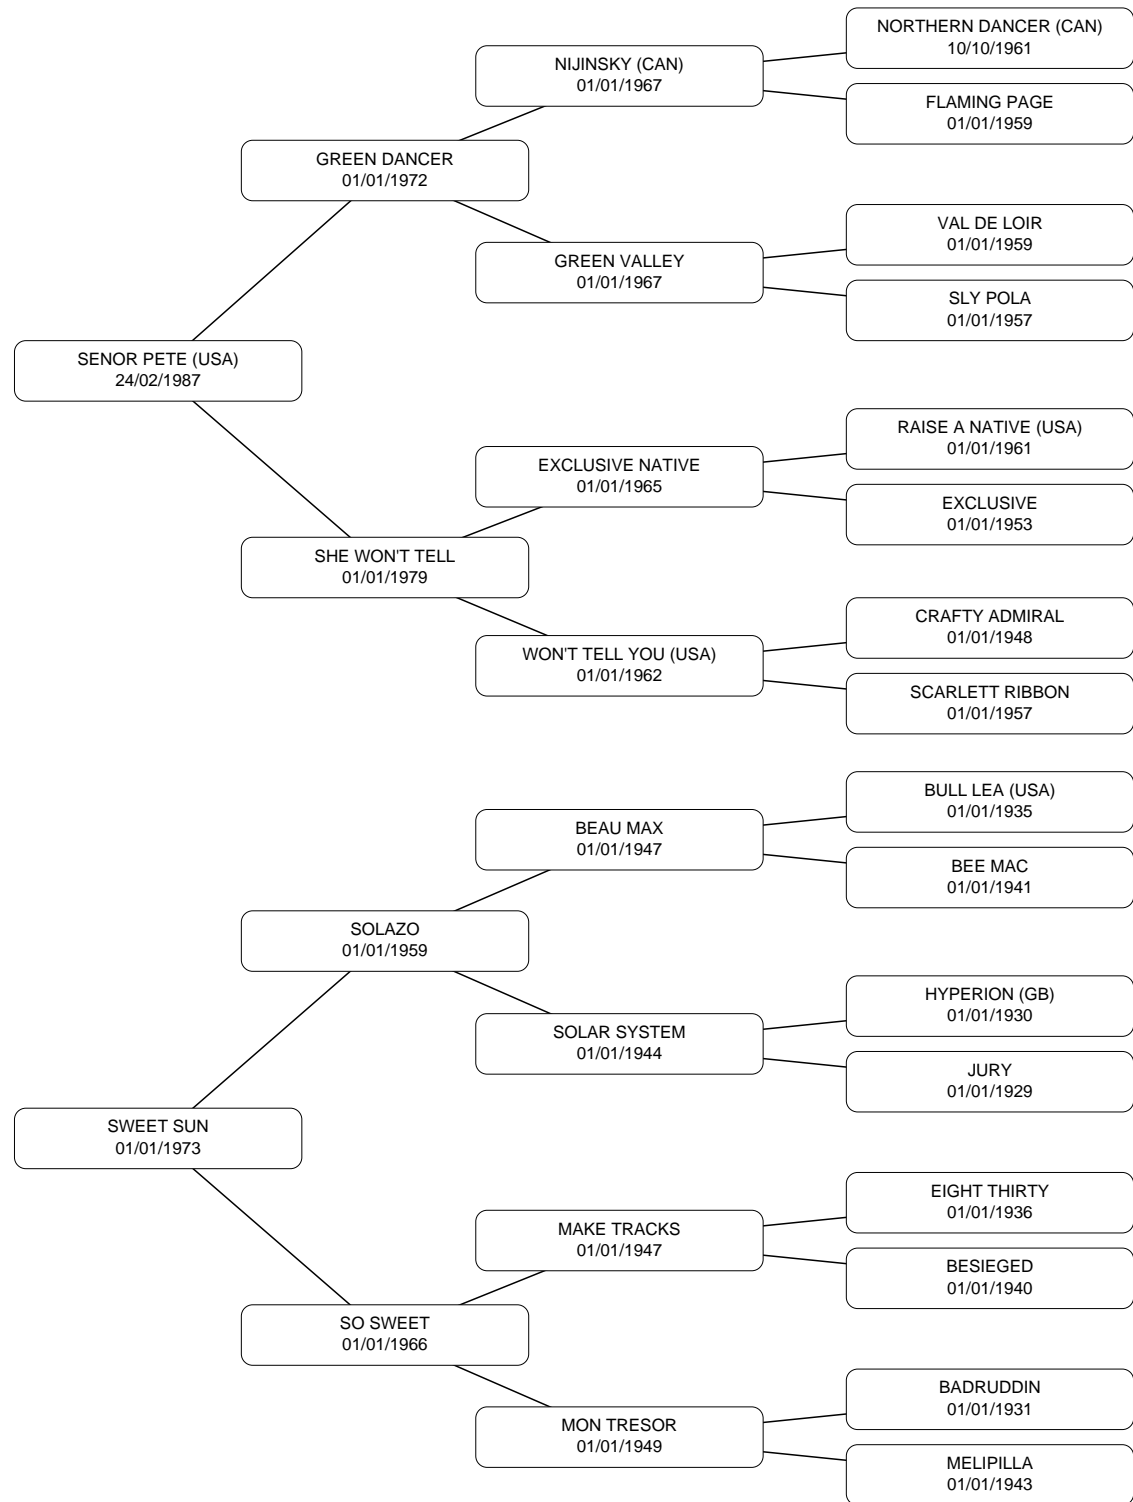 NORTHERN DANCER (CAN)
10/10/1961
NIJINSKY (CAN)
01/01/1967
FLAMING PAGE
01/01/1959
GREEN DANCER
01/01/1972
VAL DE LOIR
01/01/1959
GREEN VALLEY
01/01/1967
SLY POLA
01/01/1957
SENOR PETE (USA)
24/02/1987
RAISE A NATIVE (USA)
01/01/1961
EXCLUSIVE NATIVE
01/01/1965
EXCLUSIVE
01/01/1953
SHE WON'T TELL
01/01/1979
CRAFTY ADMIRAL
01/01/1948
WON'T TELL YOU (USA)
01/01/1962
SCARLETT RIBBON
01/01/1957
BULL LEA (USA)
01/01/1935
BEAU MAX
01/01/1947
BEE MAC
01/01/1941
SOLAZO
01/01/1959
HYPERION (GB)
01/01/1930
SOLAR SYSTEM
01/01/1944
JURY
01/01/1929
SWEET SUN
01/01/1973
EIGHT THIRTY
01/01/1936
MAKE TRACKS
01/01/1947
BESIEGED
01/01/1940
SO SWEET
01/01/1966
BADRUDDIN
01/01/1931
MON TRESOR
01/01/1949
MELIPILLA
01/01/1943